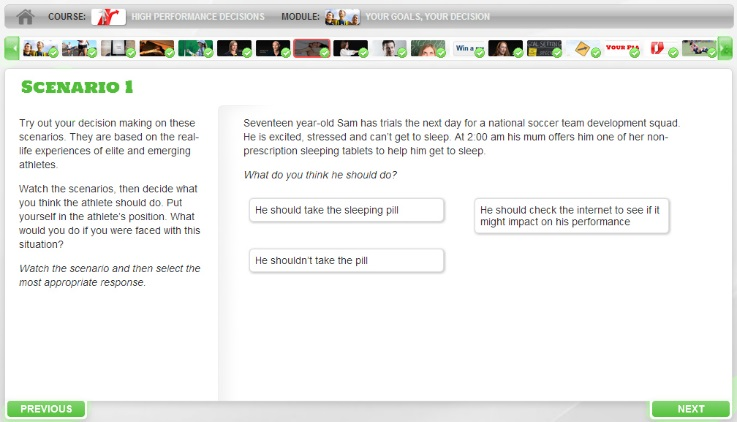 COURSE: HIGH PERFORMANCE DECISIONS MODULE: YOUR GOALS, YOUR DECISION
Win a
YOUR
SCENARIO 1
Try out your decision making on these
scenarios. They are based on the real-
life experiences of elite and emerging
athletes.
Watch the scenarios, then decide what
you think the athlete should do. Put
yourself in the athlete's position. What
would you do if you were faced with this
situation?
Watch the scenario and then select the
most appropriate response.
Seventeen year-old Sam has trials the next day for a national soccer team development squad.
He is excited, stressed and can't get to sleep. At 2:00 am his mum offers him one of her non-
prescription sleeping tablets to help him get to sleep.
What do you think he should do?
He should take the sleeping pill
He should check the internet to see if it
might impact on his performance
He shouldn't take the pill
PREVIOUS
NEXT